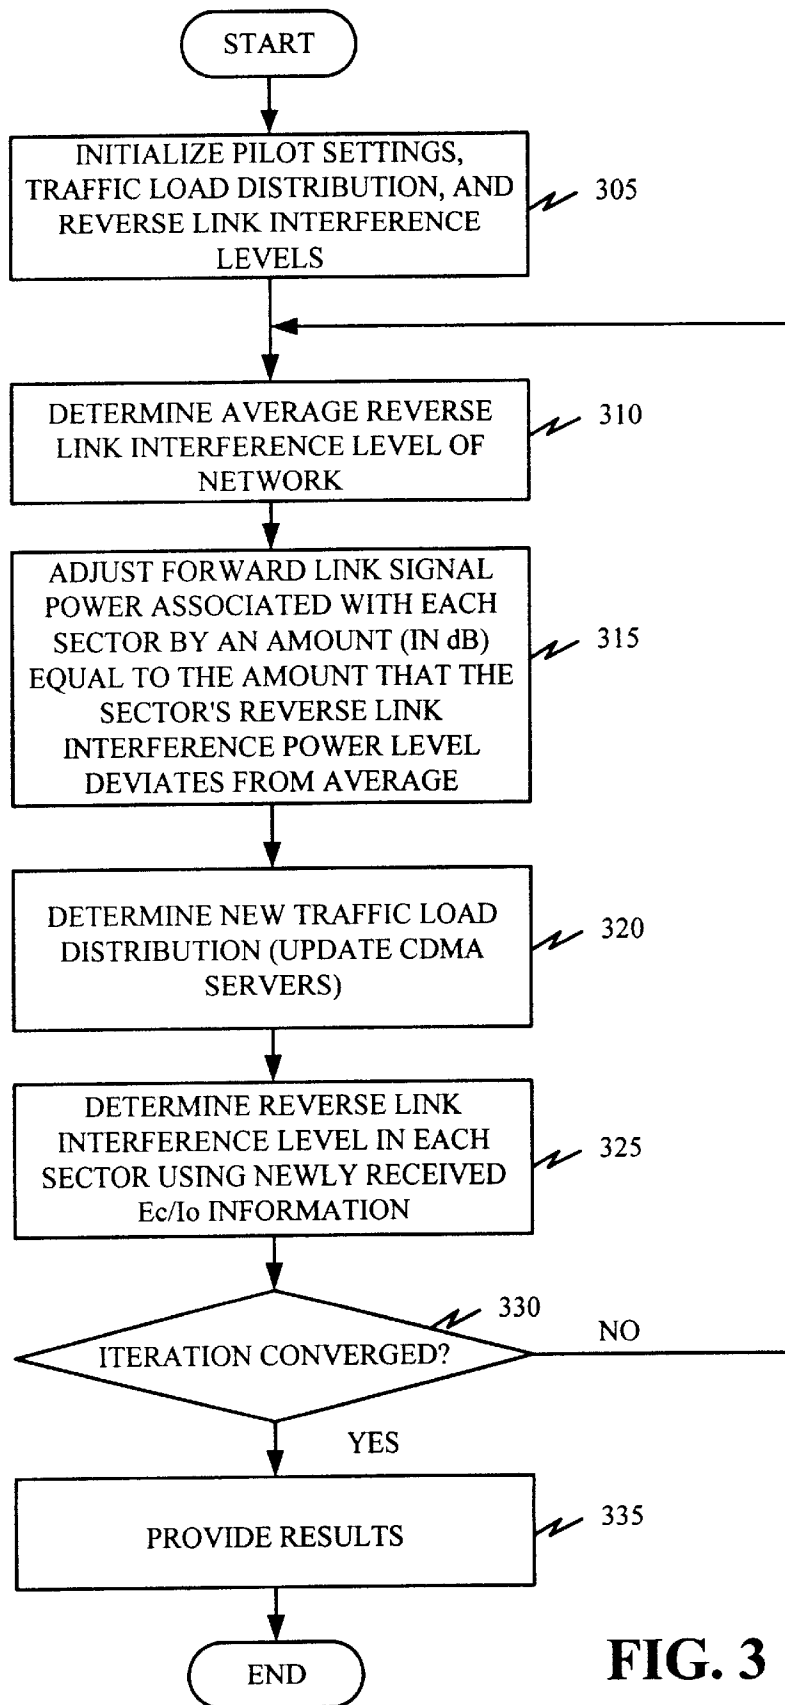 START
INITIALIZE PILOT SETTINGS,
TRAFFIC LOAD DISTRIBUTION, AND
REVERSE LINK INTERFERENCE
LEVELS
305
DETERMINE AVERAGE REVERSE
LINK INTERFERENCE LEVEL OF
NETWORK
310
ADJUST FORWARD LINK SIGNAL
POWER ASSOCIATED WITH EACH
SECTOR BY AN AMOUNT (IN dB)
EQUAL TO THE AMOUNT THAT THE
SECTOR'S REVERSE LINK
INTERFERENCE POWER LEVEL
DEVIATES FROM AVERAGE
315
DETERMINE NEW TRAFFIC LOAD
DISTRIBUTION (UPDATE CDMA
SERVERS)
320
DETERMINE REVERSE LINK
INTERFERENCE LEVEL IN EACH
SECTOR USING NEWLY RECEIVED
Ec/Io INFORMATION
325
330
ITERATION CONVERGED?
NO
YES
PROVIDE RESULTS
335
END
FIG. 3